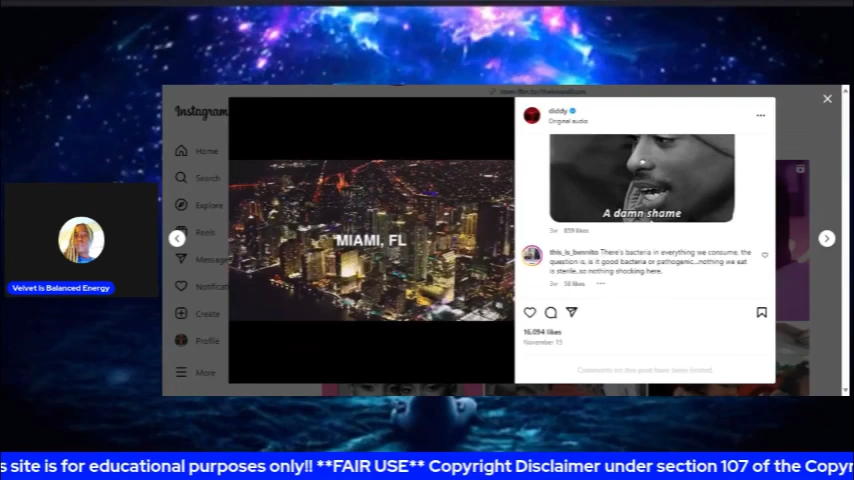 Instagram
Home
Search
Explore
Reels
Message
Notificat
Create
Profile
More
MIAMI, FL
diddy
Original audio
A damn shame
3w 859 likes
this_is_bennito There's bacteria in everything we consume, the
question is, is it good bacteria or pathogenic...nothing we eat
is sterile..so nothing shocking here.
3w 58 likes
16,094 likes
November 15
Comments on this post have been limited.
Velvet Is Balanced Energy
s site is for educational purposes only!! **FAIR USE** Copyright Disclaimer under section 107 of the Copyr